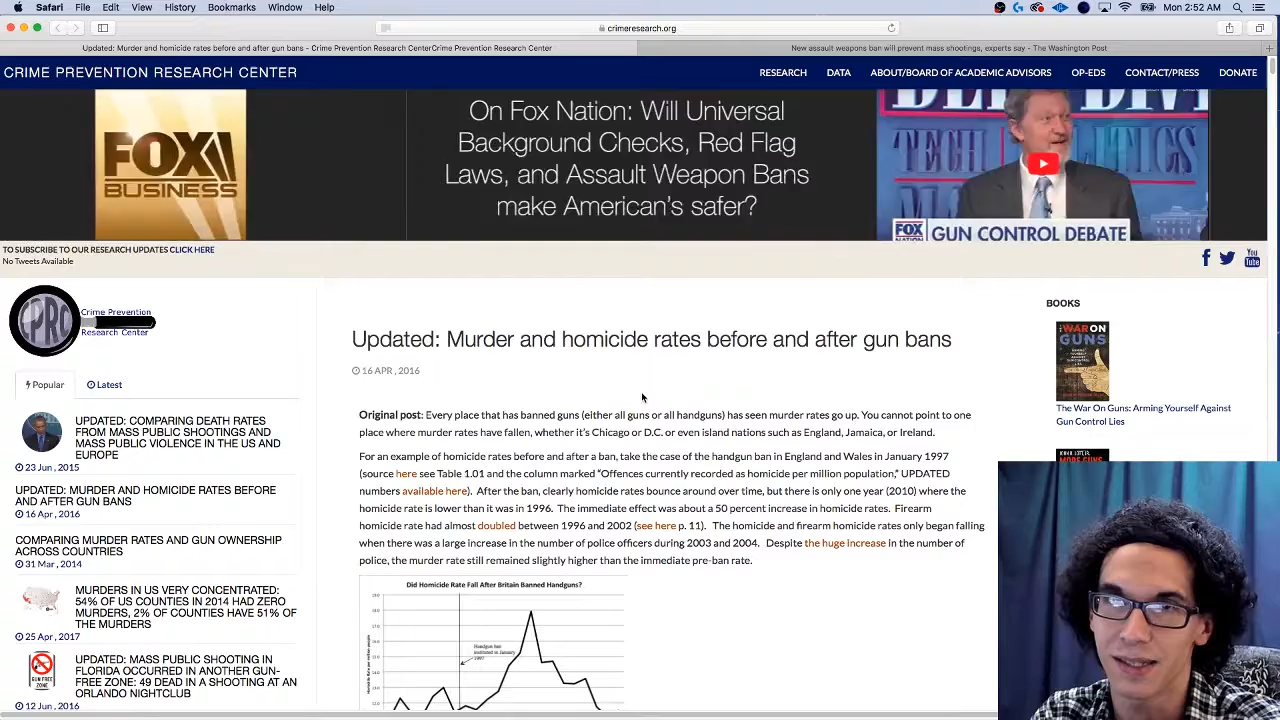 Safari File Edit View History Bookmarks Window Help
Mon 2:52 AM
crimeresearch.org
Updated: Murder and homicide rates before and after gun bans - Crime Prevention Research CenterCrime Prevention Research Center
New assault weapons ban will prevent mass shootings, experts say - The Washington Post
CRIME PREVENTION RESEARCH CENTER
RESEARCH DATA ABOUT/BOARD OF ACADEMIC ADVISORS OP-EDS CONTACT/PRESS DONATE
FOX
BUSINESS
On Fox Nation: Will Universal
Background Checks, Red Flag
Laws, and Assault Weapon Bans
make American's safer?
TECH POLITICS
FOX NATION
GUN CONTROL DEBATE
TO SUBSCRIBE TO OUR RESEARCH UPDATES CLICK HERE
No Tweets Available
You Tube
CPRC
Crime Prevention
Research Center
Popular Latest
UPDATED: COMPARING DEATH RATES
FROM MASS PUBLIC SHOOTINGS AND
MASS PUBLIC VIOLENCE IN THE US AND
EUROPE
23 Jun , 2015
UPDATED: MURDER AND HOMICIDE RATES BEFORE
AND AFTER GUN BANS
16 Apr , 2016
COMPARING MURDER RATES AND GUN OWNERSHIP
ACROSS COUNTRIES
31 Mar , 2014
MURDERS IN US VERY CONCENTRATED:
54% OF US COUNTIES IN 2014 HAD ZERO
MURDERS, 2% OF COUNTIES HAVE 51% OF
THE MURDERS
25 Apr , 2017
GUN FREE ZONE
UPDATED: MASS PUBLIC SHOOTING IN
FLORIDA OCCURRED IN ANOTHER GUN-
FREE ZONE: 49 DEAD IN A SHOOTING AT AN
ORLANDO NIGHTCLUB
12 Jun , 2016
Updated: Murder and homicide rates before and after gun bans
16 APR , 2016
Original post: Every place that has banned guns (either all guns or all handguns) has seen murder rates go up. You cannot point to one
place where murder rates have fallen, whether it's Chicago or D.C. or even island nations such as England, Jamaica, or Ireland.
For an example of homicide rates before and after a ban, take the case of the handgun ban in England and Wales in January 1997
(source here see Table 1.01 and the column marked "Offences currently recorded as homicide per million population," UPDATED
numbers available here). After the ban, clearly homicide rates bounce around over time, but there is only one year (2010) where the
homicide rate is lower than it was in 1996. The immediate effect was about a 50 percent increase in homicide rates. Firearm
homicide rate had almost doubled between 1996 and 2002 (see here p. 11). The homicide and firearm homicide rates only began falling
when there was a large increase in the number of police officers during 2003 and 2004. Despite the huge increase in the number of
police, the murder rate still remained slightly higher than the immediate pre-ban rate.
Did Homicide Rate Fall After Britain Banned Handguns?
Handgun ban
instituted in January
1997
BOOKS
WAR ON
GUNS
The War On Guns: Arming Yourself Against
Gun Control Lies